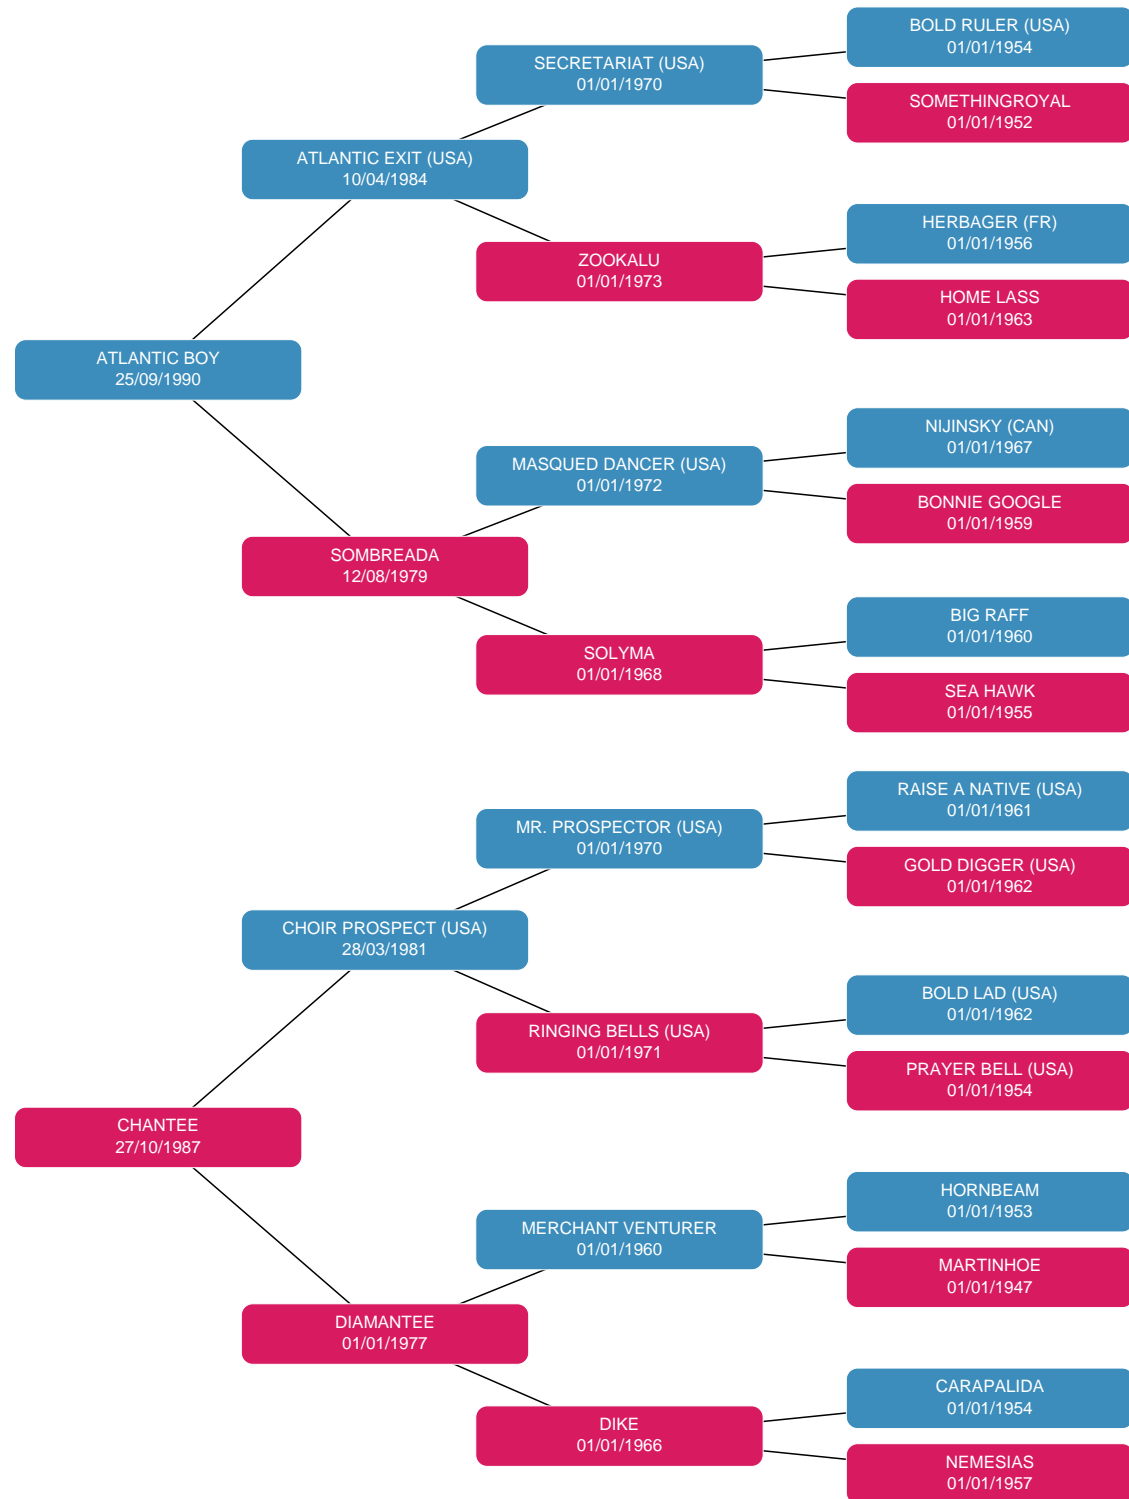 BOLD RULER (USA)
01/01/1954
SECRETARIAT (USA)
01/01/1970
SOMETHINGROYAL
01/01/1952
ATLANTIC EXIT (USA)
10/04/1984
HERBAGER (FR)
01/01/1956
ZOOKALU
01/01/1973
HOME LASS
01/01/1963
ATLANTIC BOY
25/09/1990
NIJINSKY (CAN)
01/01/1967
MASQUED DANCER (USA)
01/01/1972
BONNIE GOOGLE
01/01/1959
SOMBREADA
12/08/1979
BIG RAFF
01/01/1960
SOLYMA
01/01/1968
SEA HAWK
01/01/1955
RAISE A NATIVE (USA)
01/01/1961
MR. PROSPECTOR (USA)
01/01/1970
GOLD DIGGER (USA)
01/01/1962
CHOIR PROSPECT (USA)
28/03/1981
BOLD LAD (USA)
01/01/1962
RINGING BELLS (USA)
01/01/1971
PRAYER BELL (USA)
01/01/1954
CHANTEE
27/10/1987
HORNBEAM
01/01/1953
MERCHANT VENTURER
01/01/1960
MARTINHOE
01/01/1947
DIAMANTEE
01/01/1977
CARAPALIDA
01/01/1954
DIKE
01/01/1966
NEMESIAS
01/01/1957